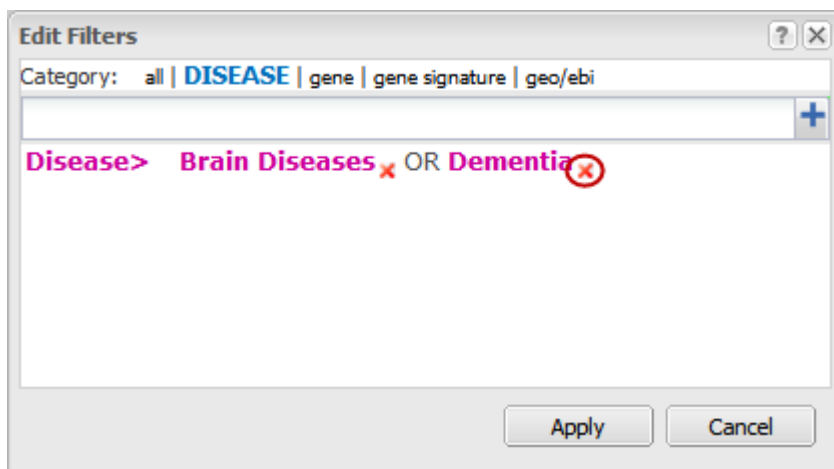 Edit Filters
Category: all | DISEASE | gene | gene signature | geo/ebi
Disease> Brain Diseases OR Dementia
Apply Cancel